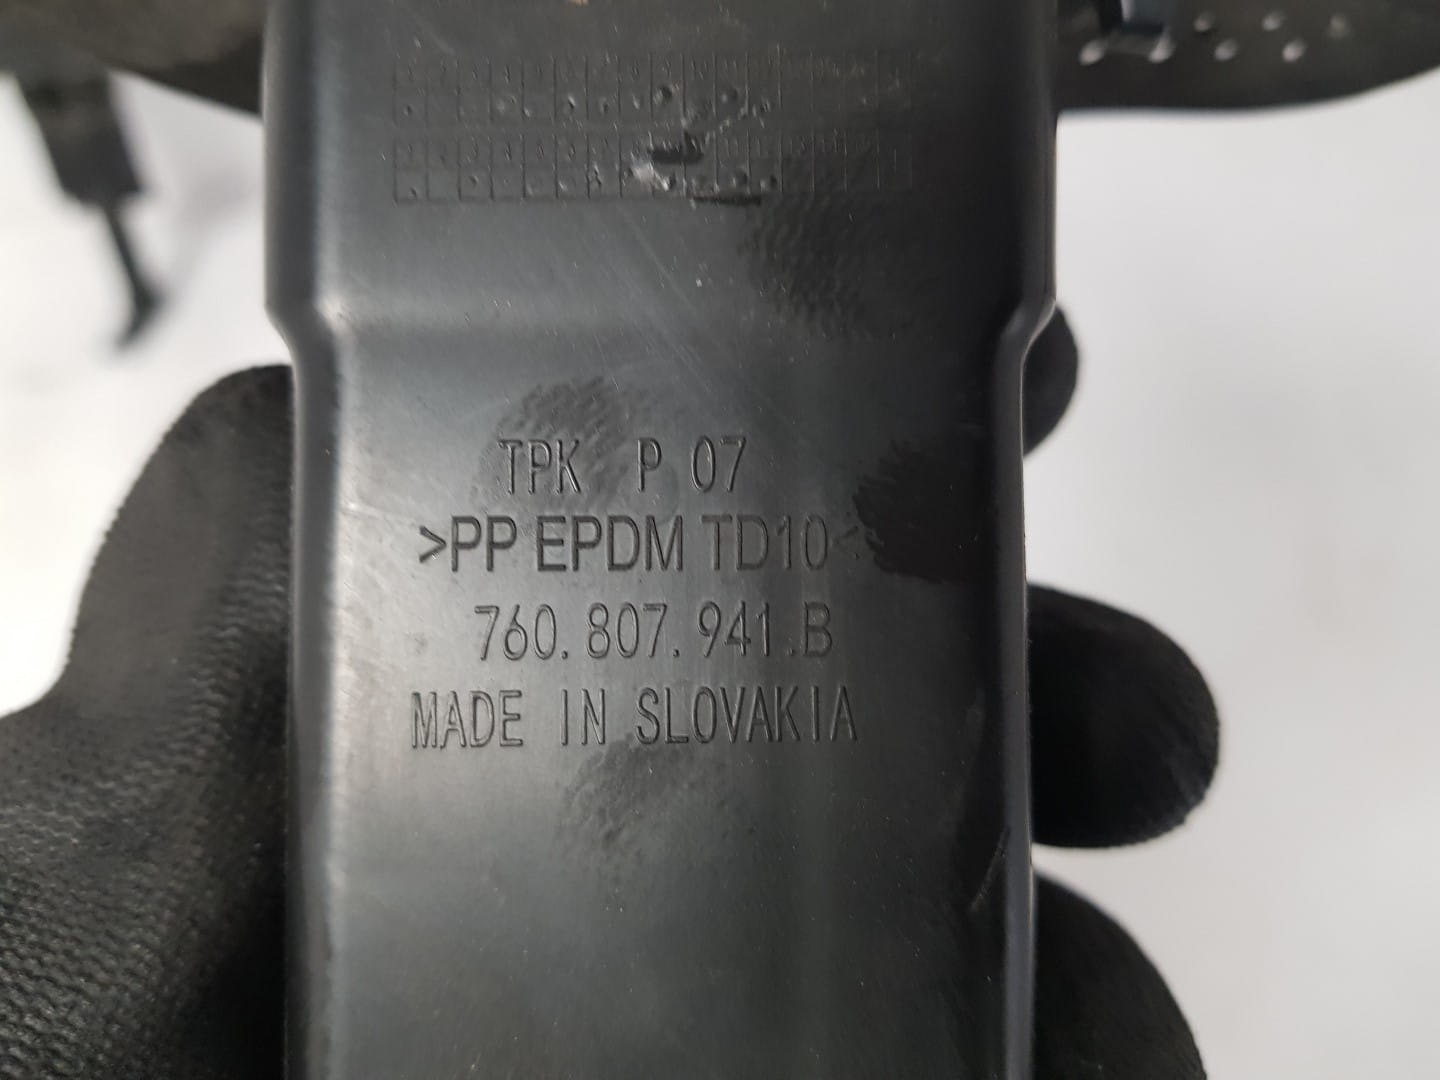 TPK P 07
>PP EPDM TD10<
760.807.941.B
MADE IN SLOVAKIA